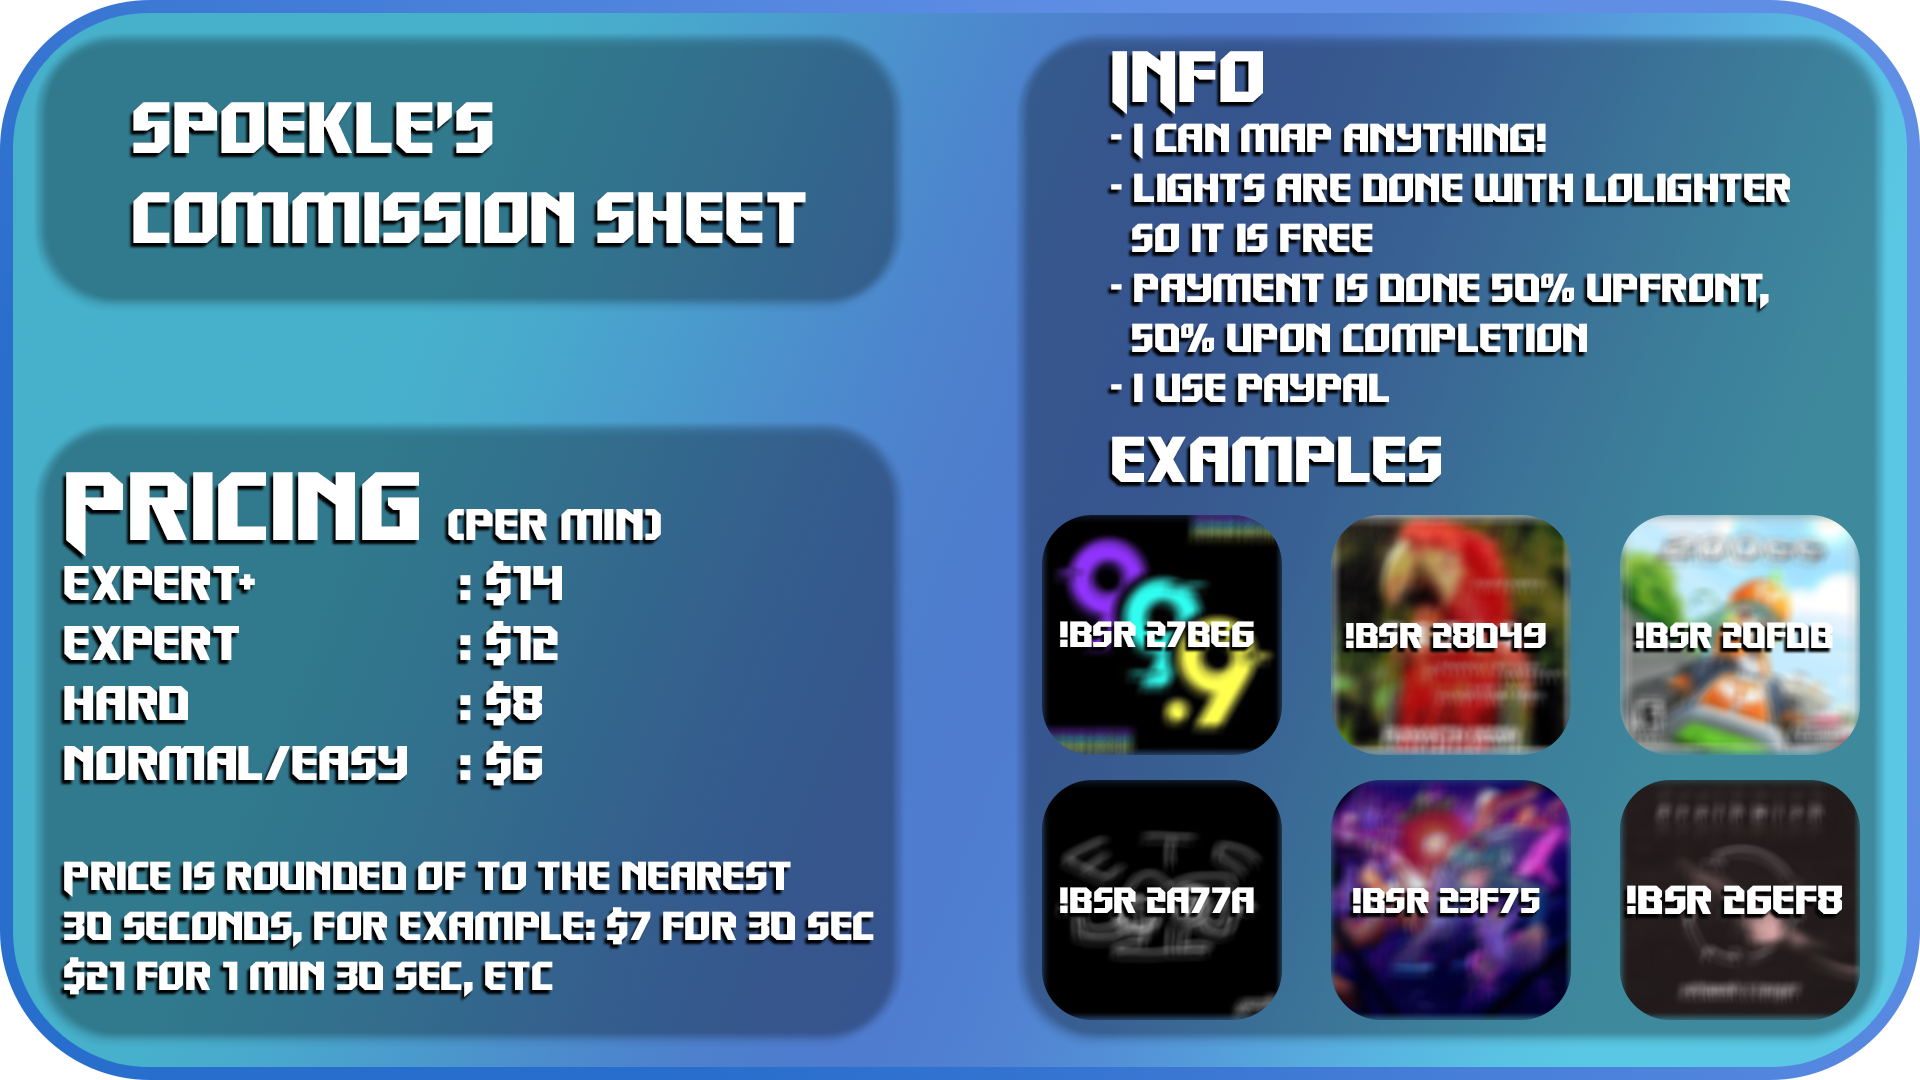 SPOEKLE'S
COMMISSION SHEET
PRICING (PER MIN)
EXPERT+ : $14
EXPERT : $12
HARD : $8
NORMAL/EASY : $6
PRICE IS ROUNDED OF TO THE NEAREST
30 SECONDS, FOR EXAMPLE: $7 FOR 30 SEC
$21 FOR 1 MIN 30 SEC, ETC
INFO
- I CAN MAP ANYTHING!
- LIGHTS ARE DONE WITH LOLIGHTER
SO IT IS FREE
- PAYMENT IS DONE 50% UPFRONT,
50% UPON COMPLETION
- I USE PAYPAL
EXAMPLES
!BSR 27BE6
!BSR 28D49
!BSR 20FDB
!BSR 2A77A
!BSR 23F75
!BSR 26EF8